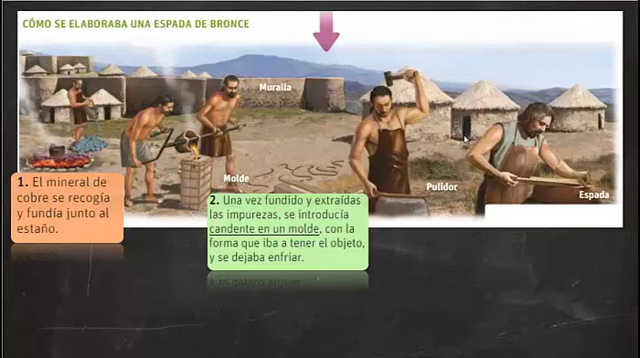 CÓMO SE ELABORABA UNA ESPADA DE BRONCE
Muralla
Molde
Pulidor
Espada
1. El mineral de
cobre se recogía
y fundía junto al
estaño.
2. Una vez fundido y extraídas
las impurezas, se introducía
candente en un molde, con la
forma que iba a tener el objeto,
y se dejaba enfriar.